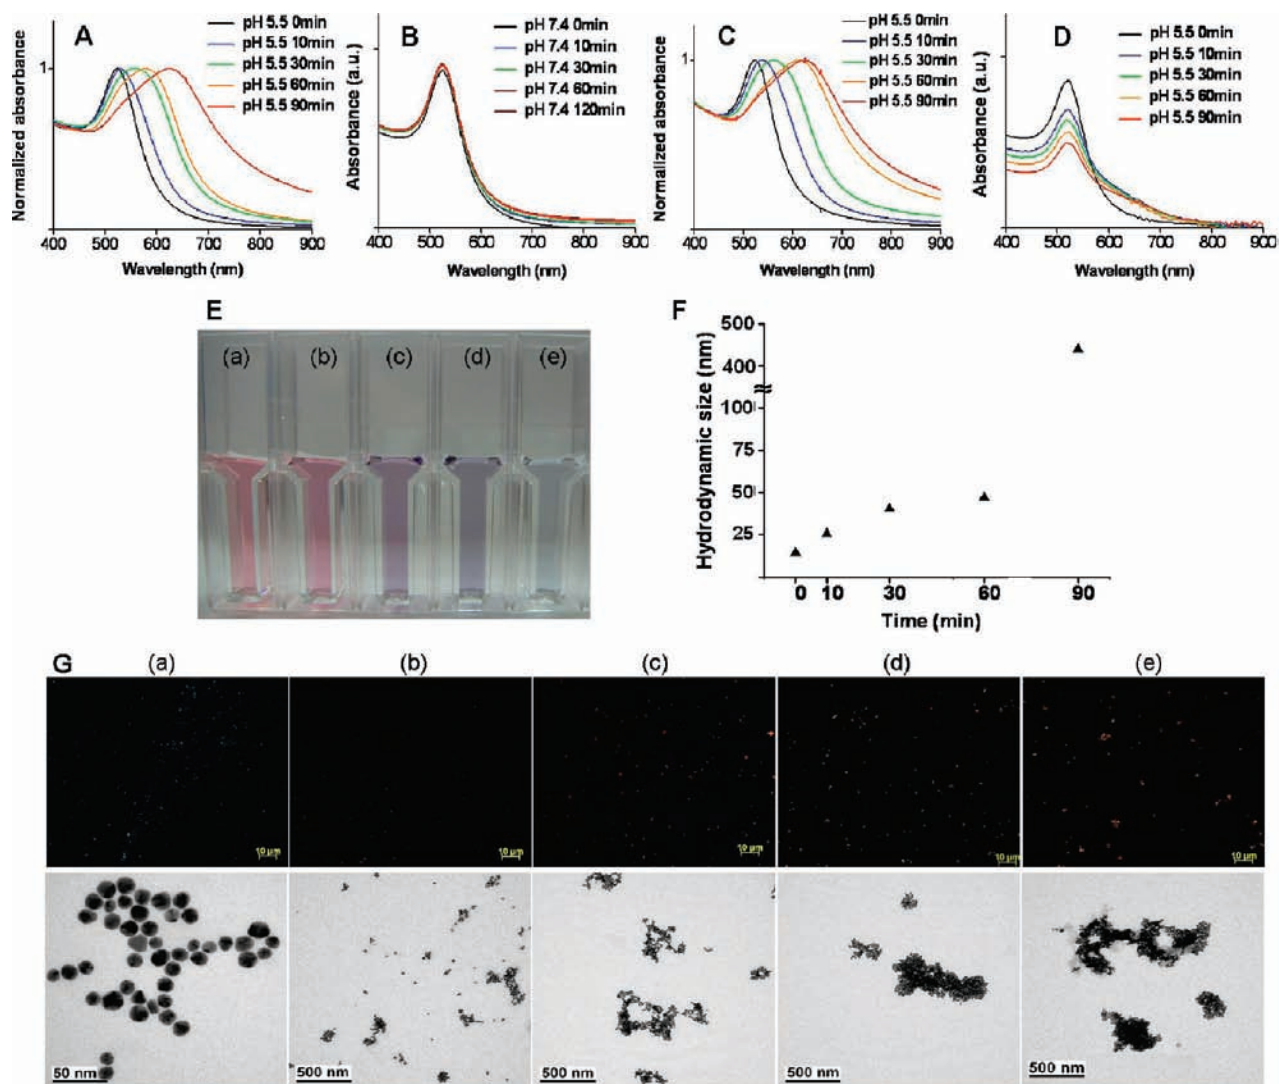 A
pH 5.5 0min
pH 5.5 10min
pH 5.5 30min
pH 5.5 60min
pH 5.5 90min
Normalized absorbance
1
400 500 600 700 800 900
Wavelength (nm)
B
pH 7.4 0min
pH 7.4 10min
pH 7.4 30min
pH 7.4 60min
pH 7.4 120min
Absorbance (a.u.)
400 500 600 700 800 900
Wavelength (nm)
C
pH 5.5 0min
pH 5.5 10min
pH 5.5 30min
pH 5.5 60min
pH 5.5 90min
Normalized absorbance
1
400 500 600 700 800 900
Wavelength (nm)
D
pH 5.5 0min
pH 5.5 10min
pH 5.5 30min
pH 5.5 60min
pH 5.5 90min
Absorbance (a.u.)
400 500 600 700 800 900
Wavelength (nm)
E
(a) (b) (c) (d) (e)
F
Hydrodynamic size (nm)
500
400
100
75
50
25
0 10 30 60 90
Time (min)
G (a) (b) (c) (d) (e)
10 µm 10 µm 10 µm 10 µm 10 µm
50 nm 500 nm 500 nm 500 nm 500 nm